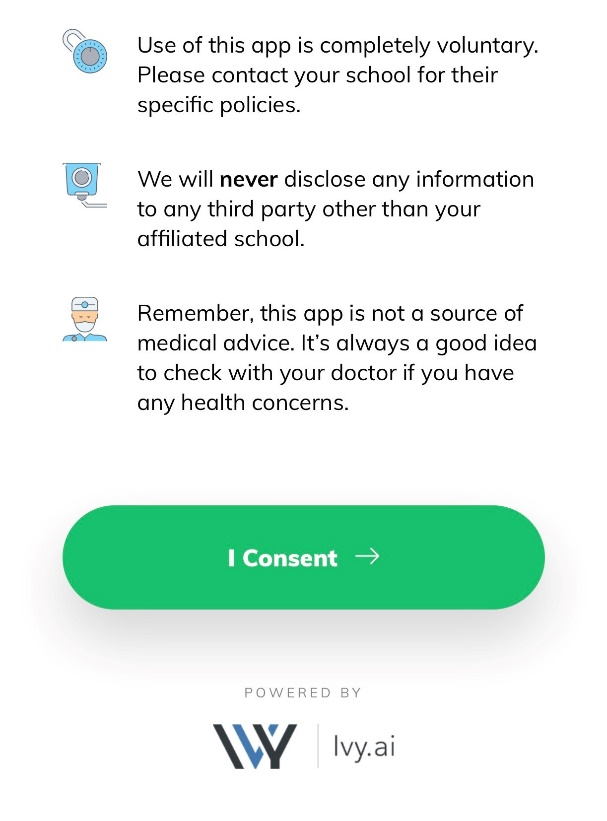 Use of this app is completely voluntary.
Please contact your school for their
specific policies.
We will never disclose any information
to any third party other than your
affiliated school.
Remember, this app is not a source of
medical advice. It’s always a good idea
to check with your doctor if you have
any health concerns.
I Consent →
POWERED BY
IVY | Ivy.ai